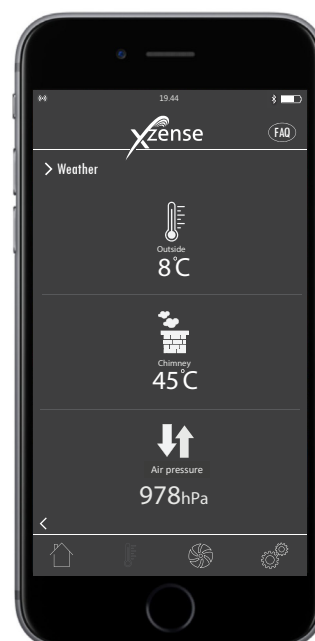 19.44
xzense
FAQ
Weather
Outside
8°C
Chimney
45°C
Air pressure
978hPa